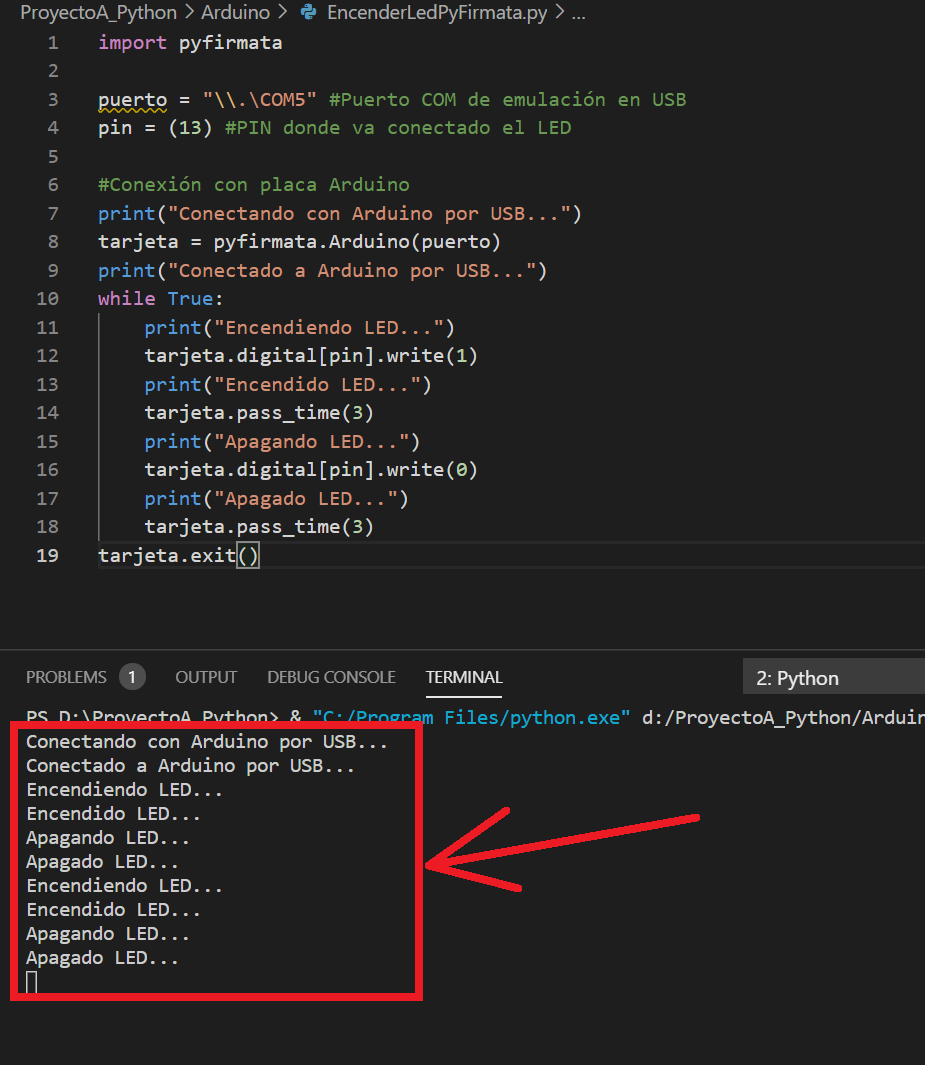 ProyectoA_Python > Arduino > EncenderLedPyFirmata.py > ...
1 import pyfirmata
2
3 puerto = "\\.\COM5" #Puerto COM de emulación en USB
4 pin = (13) #PIN donde va conectado el LED
5
6 #Conexión con placa Arduino
7 print("Conectando con Arduino por USB...")
8 tarjeta = pyfirmata.Arduino(puerto)
9 print("Conectado a Arduino por USB...")
10 while True:
11     print("Encendiendo LED...")
12     tarjeta.digital[pin].write(1)
13     print("Encendido LED...")
14     tarjeta.pass_time(3)
15     print("Apagando LED...")
16     tarjeta.digital[pin].write(0)
17     print("Apagado LED...")
18     tarjeta.pass_time(3)
19 tarjeta.exit()
PROBLEMS 1 OUTPUT DEBUG CONSOLE TERMINAL 2: Python
PS D:\ProyectoA_Python> & "C:/Program Files/python.exe" d:/ProyectoA_Python/Arduin
Conectando con Arduino por USB...
Conectado a Arduino por USB...
Encendiendo LED...
Encendido LED...
Apagando LED...
Apagado LED...
Encendiendo LED...
Encendido LED...
Apagando LED...
Apagado LED...